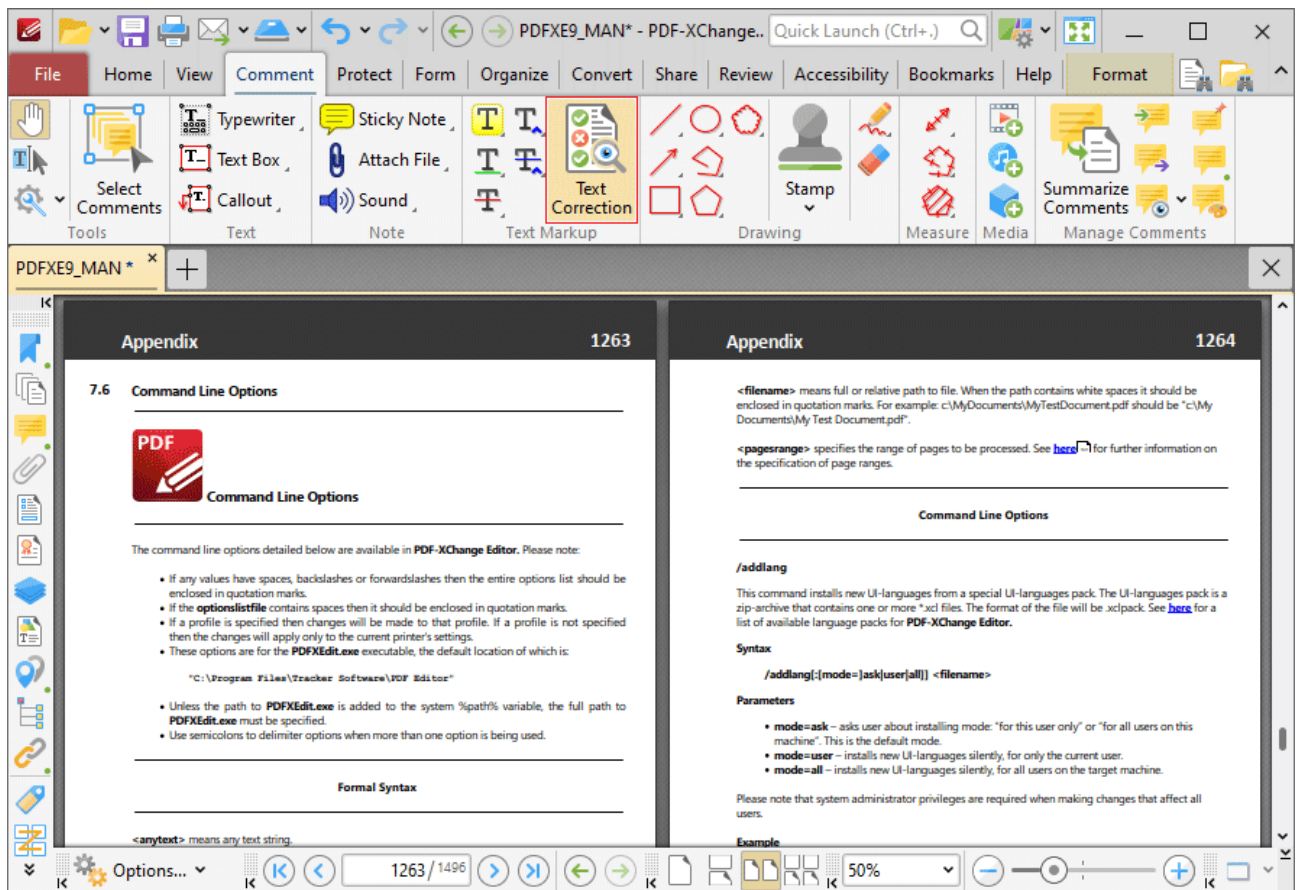 PDFXE9_MAN* - PDF-XChange..
Quick Launch (Ctrl+.)
File Home View Comment Protect Form Organize Convert Share Review Accessibility Bookmarks Help Format
Select Comments
Tools
Typewriter
Text Box
Callout
Text
Sticky Note
Attach File
Sound
Note
Text Correction
Text Markup
Stamp
Drawing
Measure
Media
Summarize Comments
Manage Comments
PDFXE9_MAN *
Appendix 1263
7.6 Command Line Options
PDF
Command Line Options
The command line options detailed below are available in PDF-XChange Editor. Please note:
• If any values have spaces, backslashes or forwardslashes then the entire options list should be
enclosed in quotation marks.
• If the optionslistfile contains spaces then it should be enclosed in quotation marks.
• If a profile is specified then changes will be made to that profile. If a profile is not specified
then the changes will apply only to the current printer's settings.
• These options are for the PDFXEdit.exe executable, the default location of which is:
"C:\Program Files\Tracker Software\PDF Editor"
• Unless the path to PDFXEdit.exe is added to the system %path% variable, the full path to
PDFXEdit.exe must be specified.
• Use semicolons to delimiter options when more than one option is being used.
Formal Syntax
<anytext> means any text string.
Appendix 1264
<filename> means full or relative path to file. When the path contains white spaces it should be
enclosed in quotation marks. For example: c:\MyDocuments\MyTestDocument.pdf should be "c:\My
Documents\My Test Document.pdf".
<pagesrange> specifies the range of pages to be processed. See here for further information on
the specification of page ranges.
Command Line Options
/addlang
This command installs new UI-languages from a special UI-languages pack. The UI-languages pack is a
zip-archive that contains one or more *.xcl files. The format of the file will be .xclpack. See here for a
list of available language packs for PDF-XChange Editor.
Syntax
/addlang[:[mode=]ask|user|all]] <filename>
Parameters
• mode=ask – asks user about installing mode: "for this user only" or "for all users on this
machine". This is the default mode.
• mode=user – installs new UI-languages silently, for only the current user.
• mode=all – installs new UI-languages silently, for all users on the target machine.
Please note that system administrator privileges are required when making changes that affect all
users.
Example
Options... 1263 / 1496 50%